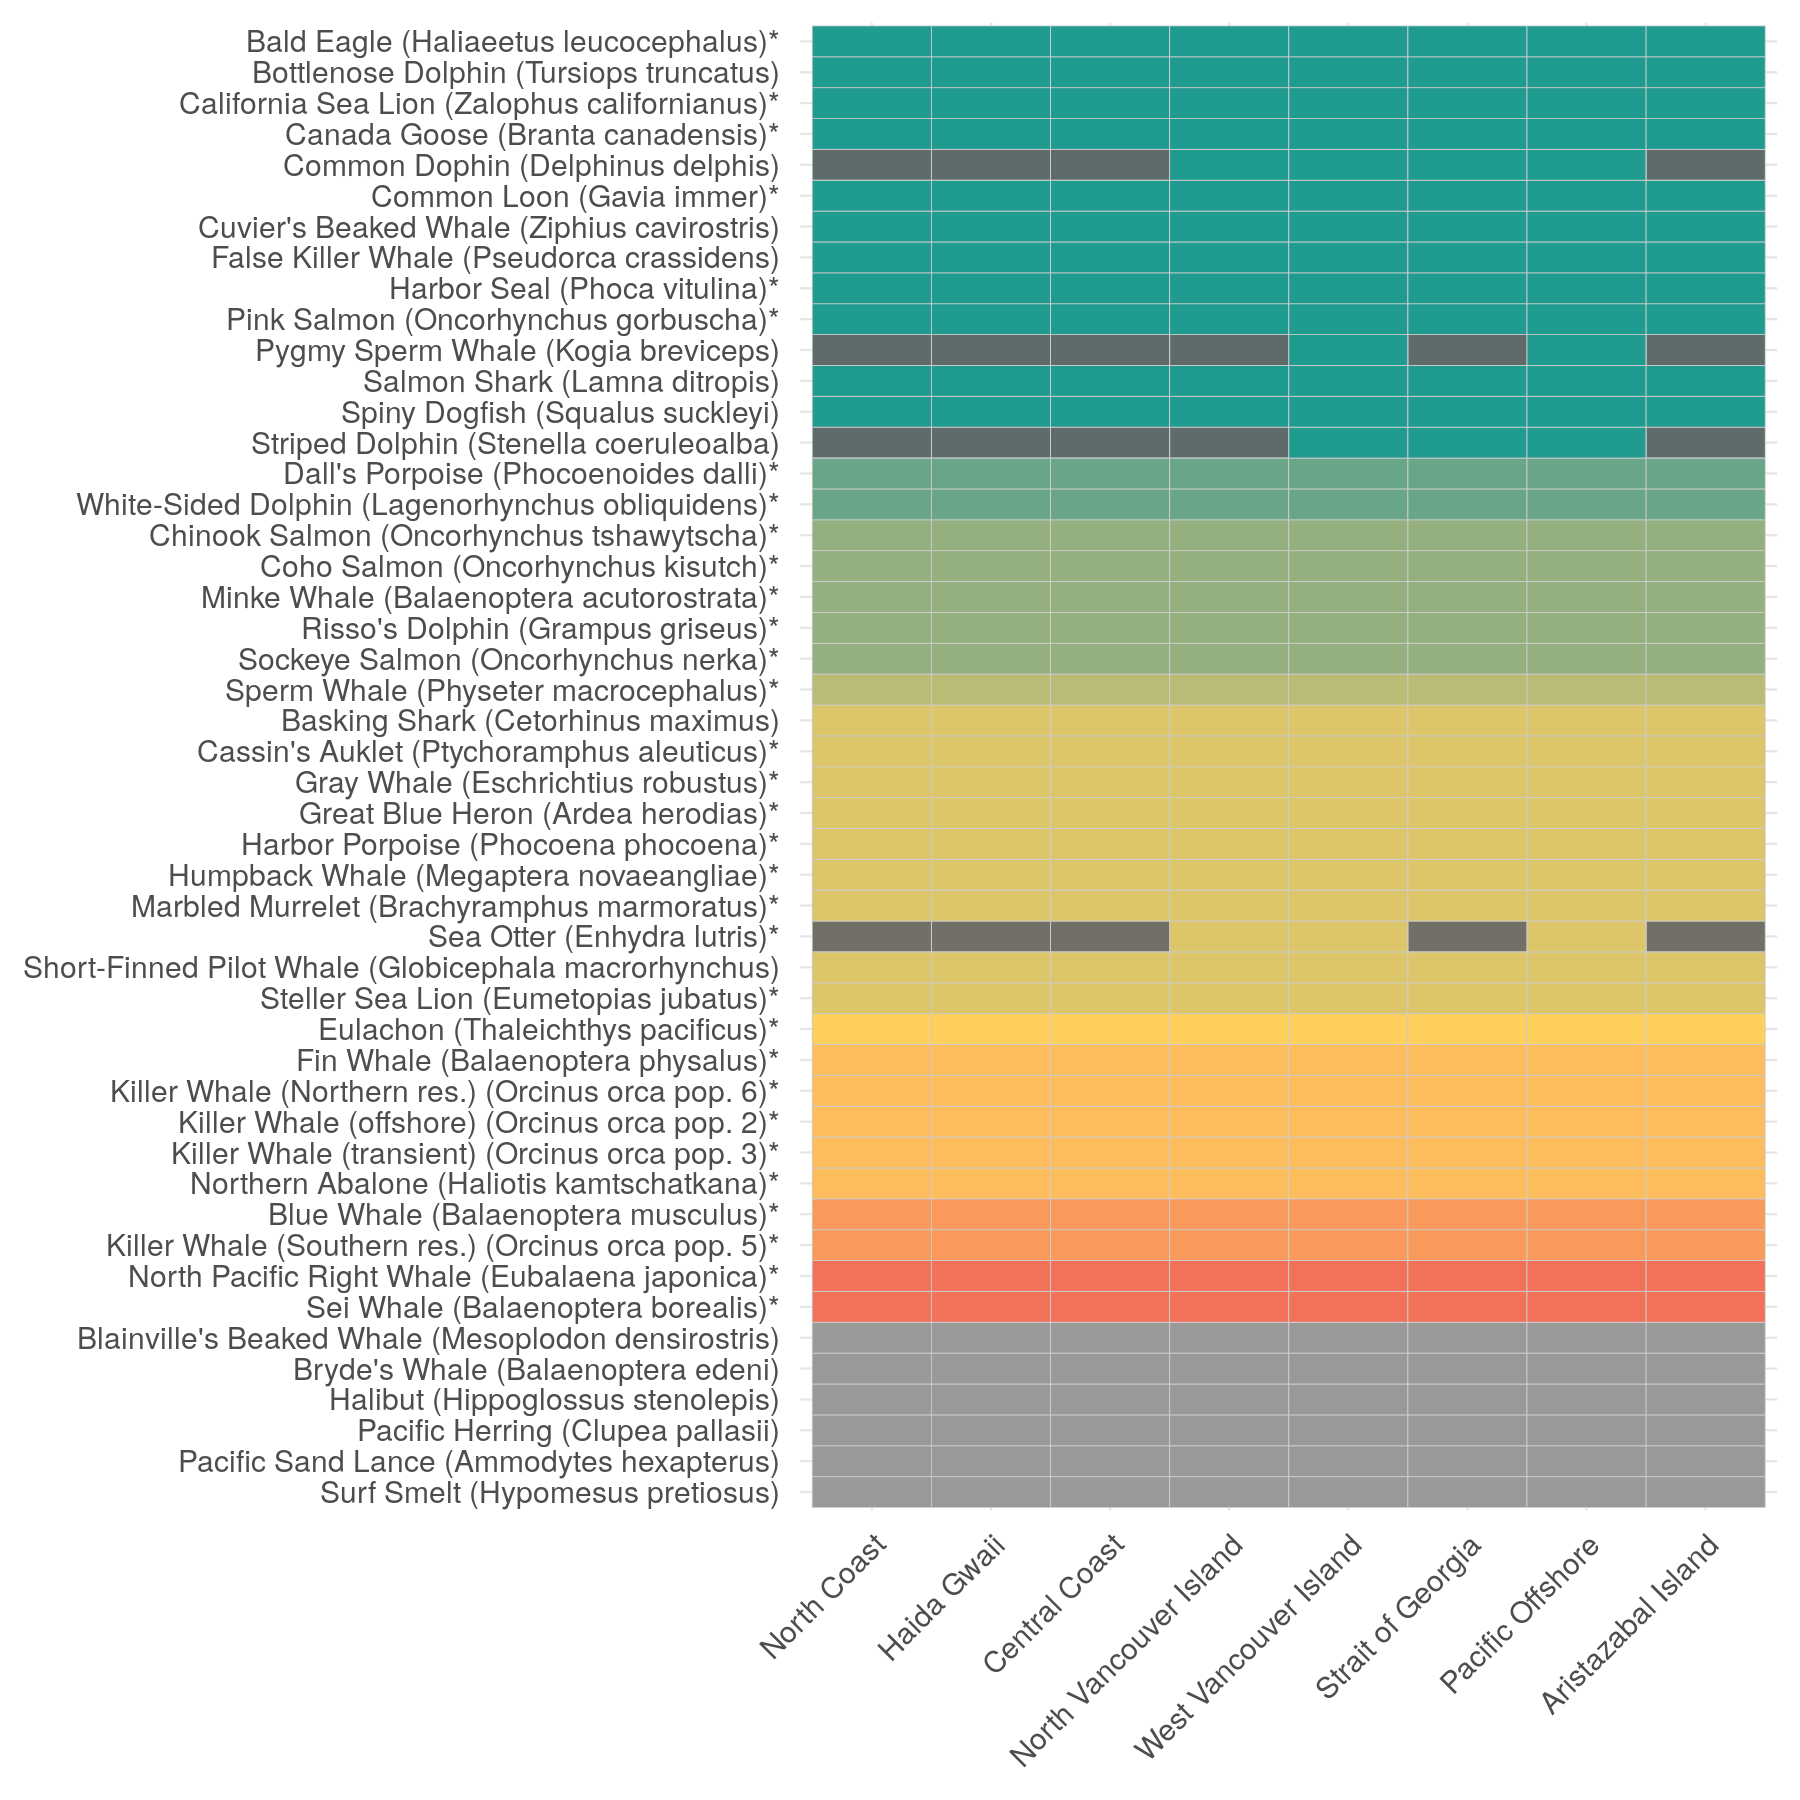 Bald Eagle (Haliaeetus leucocephalus)*
Bottlenose Dolphin (Tursiops truncatus)
California Sea Lion (Zalophus californianus)*
Canada Goose (Branta canadensis)*
Common Dophin (Delphinus delphis)
Common Loon (Gavia immer)*
Cuvier's Beaked Whale (Ziphius cavirostris)
False Killer Whale (Pseudorca crassidens)
Harbor Seal (Phoca vitulina)*
Pink Salmon (Oncorhynchus gorbuscha)*
Pygmy Sperm Whale (Kogia breviceps)
Salmon Shark (Lamna ditropis)
Spiny Dogfish (Squalus suckleyi)
Striped Dolphin (Stenella coeruleoalba)
Dall's Porpoise (Phocoenoides dalli)*
White-Sided Dolphin (Lagenorhynchus obliquidens)*
Chinook Salmon (Oncorhynchus tshawytscha)*
Coho Salmon (Oncorhynchus kisutch)*
Minke Whale (Balaenoptera acutorostrata)*
Risso's Dolphin (Grampus griseus)*
Sockeye Salmon (Oncorhynchus nerka)*
Sperm Whale (Physeter macrocephalus)*
Basking Shark (Cetorhinus maximus)
Cassin's Auklet (Ptychoramphus aleuticus)*
Gray Whale (Eschrichtius robustus)*
Great Blue Heron (Ardea herodias)*
Harbor Porpoise (Phocoena phocoena)*
Humpback Whale (Megaptera novaeangliae)*
Marbled Murrelet (Brachyramphus marmoratus)*
Sea Otter (Enhydra lutris)*
Short-Finned Pilot Whale (Globicephala macrorhynchus)
Steller Sea Lion (Eumetopias jubatus)*
Eulachon (Thaleichthys pacificus)*
Fin Whale (Balaenoptera physalus)*
Killer Whale (Northern res.) (Orcinus orca pop. 6)*
Killer Whale (offshore) (Orcinus orca pop. 2)*
Killer Whale (transient) (Orcinus orca pop. 3)*
Northern Abalone (Haliotis kamtschatkana)*
Blue Whale (Balaenoptera musculus)*
Killer Whale (Southern res.) (Orcinus orca pop. 5)*
North Pacific Right Whale (Eubalaena japonica)*
Sei Whale (Balaenoptera borealis)*
Blainville's Beaked Whale (Mesoplodon densirostris)
Bryde's Whale (Balaenoptera edeni)
Halibut (Hippoglossus stenolepis)
Pacific Herring (Clupea pallasii)
Pacific Sand Lance (Ammodytes hexapterus)
Surf Smelt (Hypomesus pretiosus)
North Coast
Haida Gwaii
Central Coast
North Vancouver Island
West Vancouver Island
Strait of Georgia
Pacific Offshore
Aristazabal Island